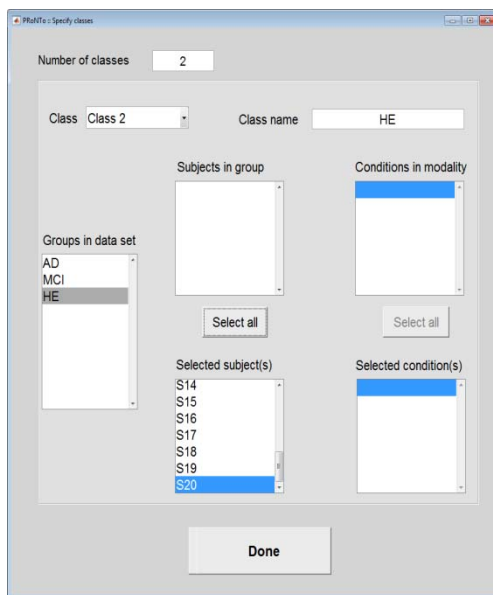 PRoNTo :: Specify classes
Number of classes 2
Class Class 2 Class name HE
Subjects in group Conditions in modality
Groups in data set
AD
MCI
HE
Select all Select all
Selected subject(s) Selected condition(s)
S14
S15
S16
S17
S18
S19
S20
Done